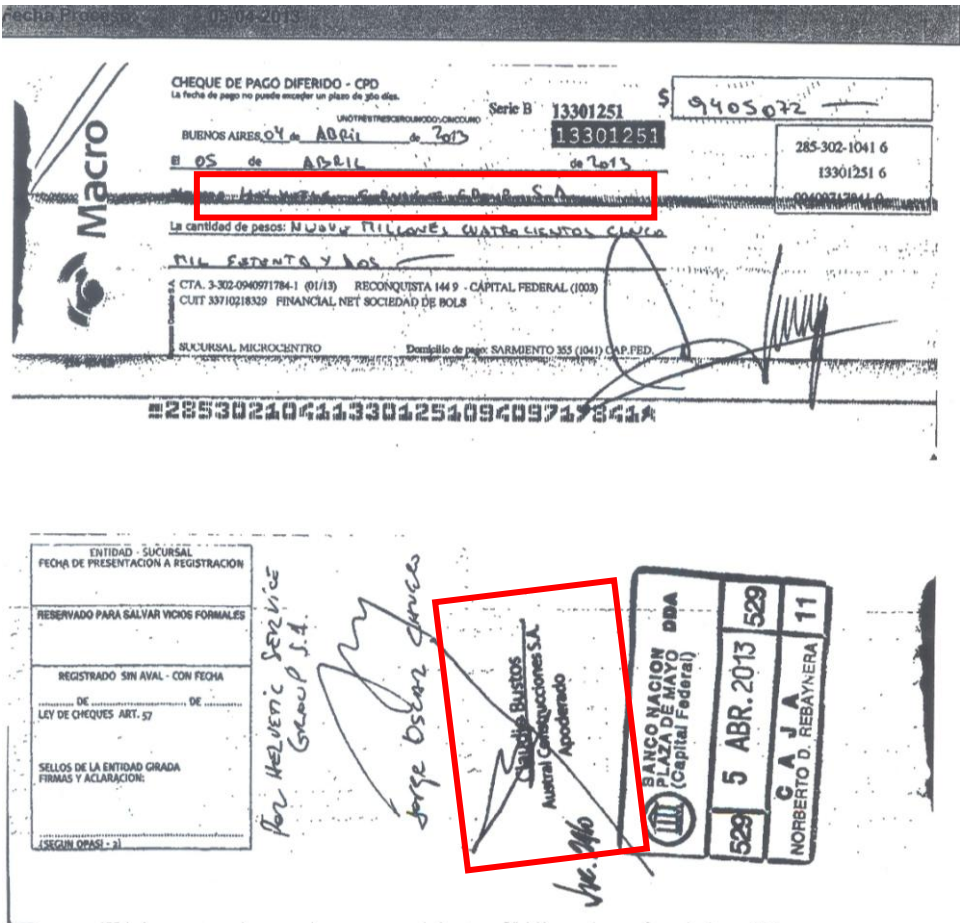 Fecha Proceso 05-04-2013
Macro
CHEQUE DE PAGO DIFERIDO - CPD
La fecha de pago no puede exceder un plazo de 360 días.
Serie B 13301251
13301251
$ 9405072
BUENOS AIRES, 04 de ABRIL de 2013
El 05 de ABRIL de 2013
285-302-1041 6
13301251 6
GROUP S.A
La cantidad de pesos: NUEVE MILLONES CUATROCIENTOS CINCO
MIL SETENTA Y DOS
CTA. 3-302-0940971784-1 (01/13) RECONQUISTA 144 9 - CAPITAL FEDERAL (1003)
CUIT 33710218329 FINANCIAL NET SOCIEDAD DE BOLS
SUCURSAL MICROCENTRO Domicilio de pago: SARMIENTO 355 (1041) CAP.FED.
ENTIDAD - SUCURSAL
FECHA DE PRESENTACIÓN A REGISTRACIÓN
RESERVADO PARA SALVAR VICIOS FORMALES
REGISTRADO SIN AVAL - CON FECHA
DE DE
LEY DE CHEQUES ART. 57
SELLOS DE LA ENTIDAD GIRADA
FIRMAS Y ACLARACION:
(SEGUN OPASI - 2)
Por HELVETIC SERVICE
GROUP S.A.
Jorge Oscar
Claudio Bustos
Austral Construcciones S.A.
Apoderado
BANCO NACION
PLAZA DE MAYO DDA
(Capital Federal)
529 5 ABR. 2013 529
C A J A 11
NORBERTO D. REBAYNERA